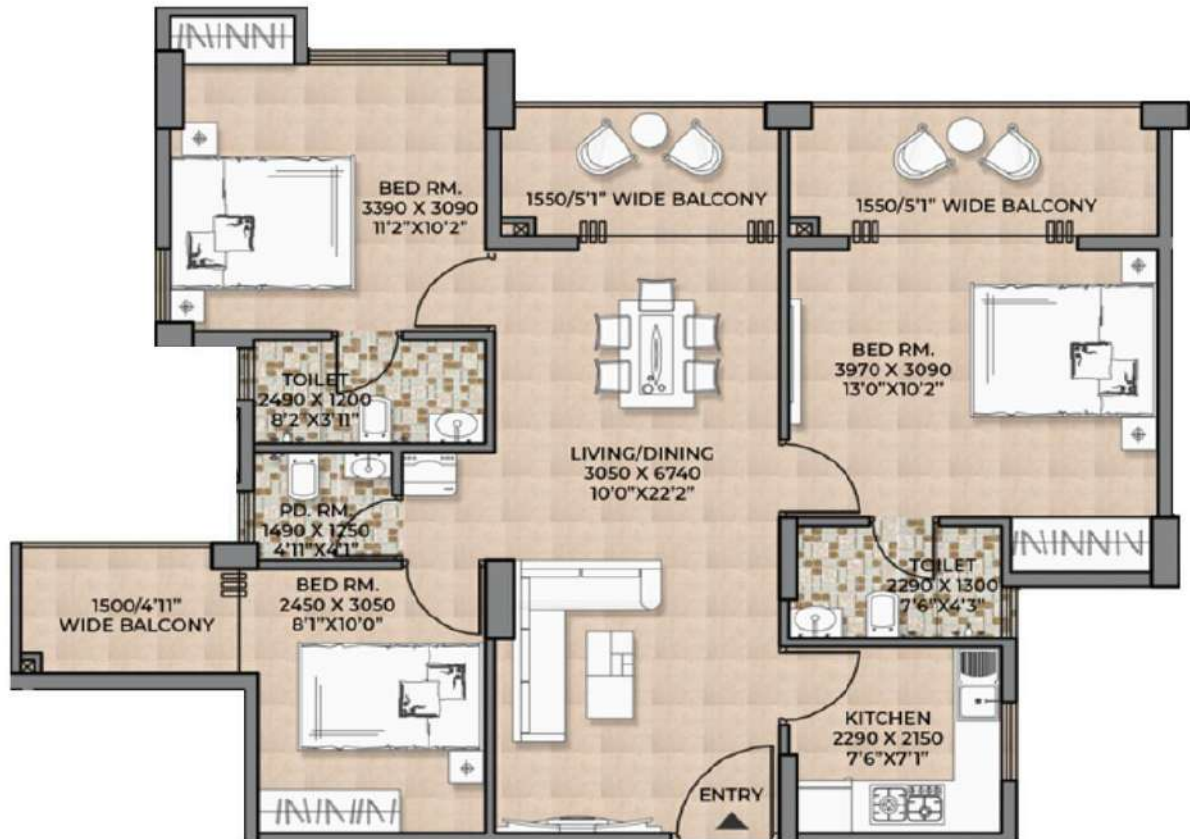 BED RM.
3390 X 3090
11'2"X10'2"
1550/5'1" WIDE BALCONY
1550/5'1" WIDE BALCONY
BED RM.
3970 X 3090
13'0"X10'2"
TOILET
2490 X 1200
8'2"X3'11"
LIVING/DINING
3050 X 6740
10'0"X22'2"
PD. RM.
1490 X 1250
4'11"X4'1"
TOILET
2290 X 1300
7'6"X4'3"
BED RM.
2450 X 3050
8'1"X10'0"
1500/4'11"
WIDE BALCONY
KITCHEN
2290 X 2150
7'6"X7'1"
ENTRY